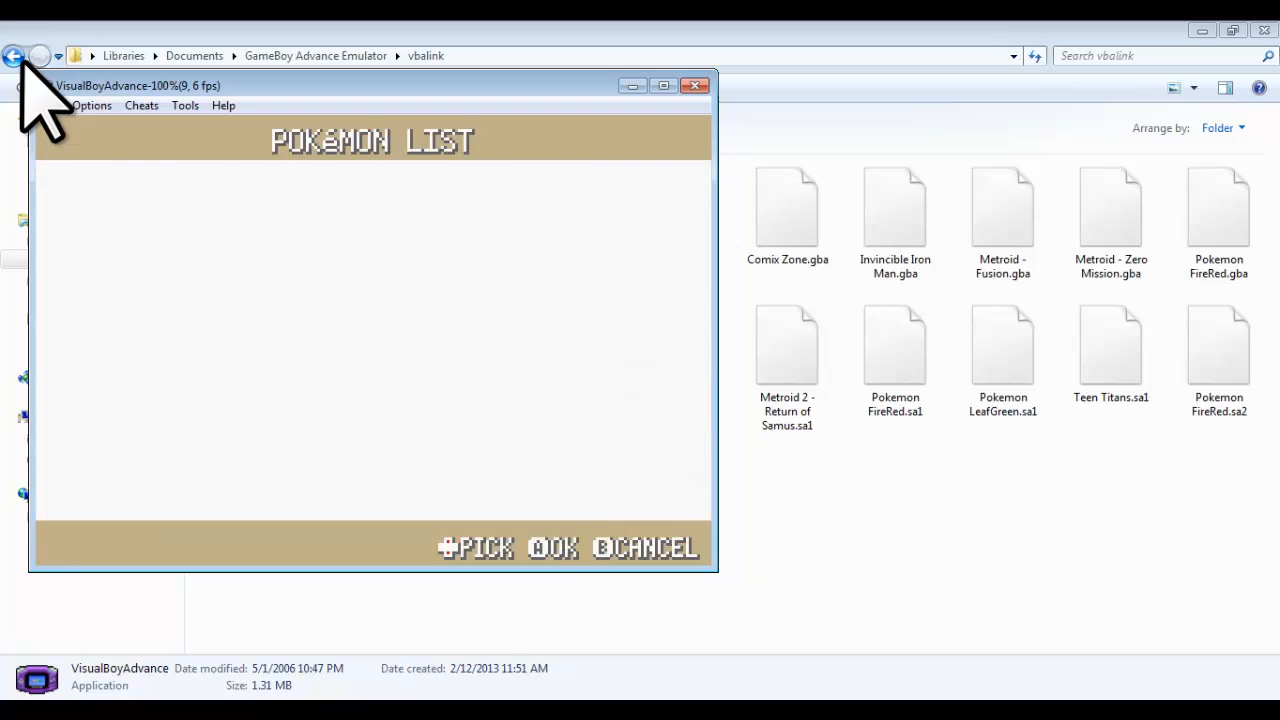 Libraries Documents GameBoy Advance Emulator vbalink
Search vbalink
VisualBoyAdvance-100%(9, 6 fps)
Options Cheats Tools Help
POKéMON LIST
PICK A OK B CANCEL
Arrange by: Folder
Comix Zone.gba
Invincible Iron
Man.gba
Metroid -
Fusion.gba
Metroid - Zero
Mission.gba
Pokemon
FireRed.gba
Metroid 2 -
Return of
Samus.sa1
Pokemon
FireRed.sa1
Pokemon
LeafGreen.sa1
Teen Titans.sa1
Pokemon
FireRed.sa2
VisualBoyAdvance Date modified: 5/1/2006 10:47 PM Date created: 2/12/2013 11:51 AM
Application Size: 1.31 MB